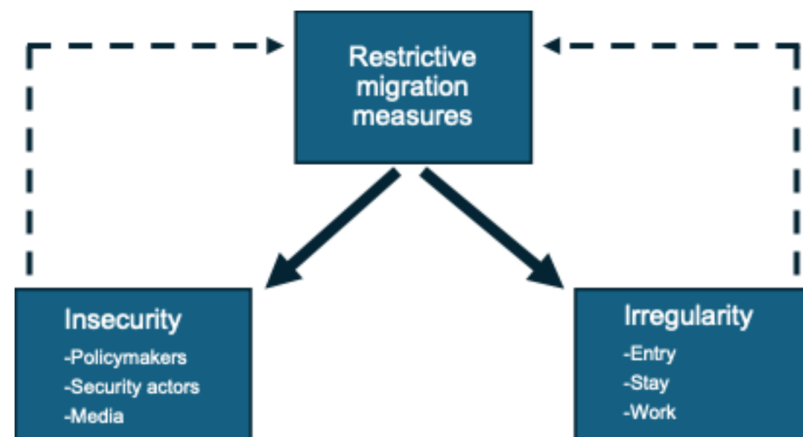 Restrictive
migration
measures
Insecurity
-Policymakers
-Security actors
-Media
Irregularity
-Entry
-Stay
-Work